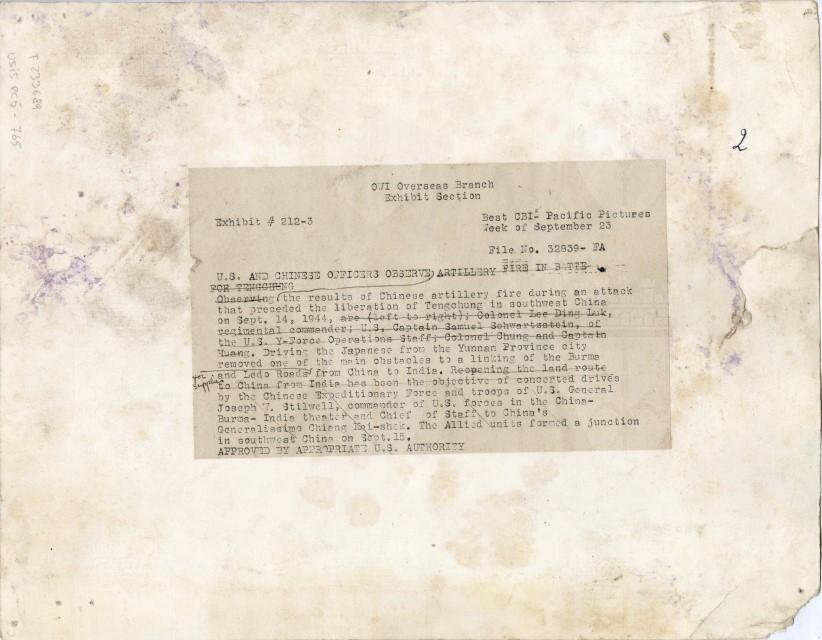 T 233689
USIS DCS - 765
2
OWI Overseas Branch
Exhibit Section
Exhibit # 212-3
Best CBI- Pacific Pictures
Week of September 23
File No. 32839- FA
U.S. AND CHINESE OFFICERS OBSERVE ARTILLERY FIRE IN
FOR TENGCHUNG
Observing the results of Chinese artillery fire during an attack
that preceded the liberation of Tengchung in southwest China
on Sept. 14, 1944, are (left to right); Colonel Lee Ding Luk,
regimental commander; U.S. Captain Samuel Schwartzstein, of
the U.S. Y-Force Operations Staff; Colonel Chung and Captain
Huang. Driving the Japanese from the Yunnan Province city
removed one of the main obstacles to a linking of the Burma
and Ledo Roads from China to India. Reopening the land route
for supplies
to China from India has been the objective of concerted drives
by the Chinese Expeditionary Force and troops of U.S. General
Joseph W. Stilwell, commander of U.S. forces in the China-
Burma- India theater and Chief of Staff to China's
Generalissimo Chiang Kai-shek. The Allied units formed a junction
in southwest China on Sept.15.
APPROVED BY APPROPRIATE U.S. AUTHORITY